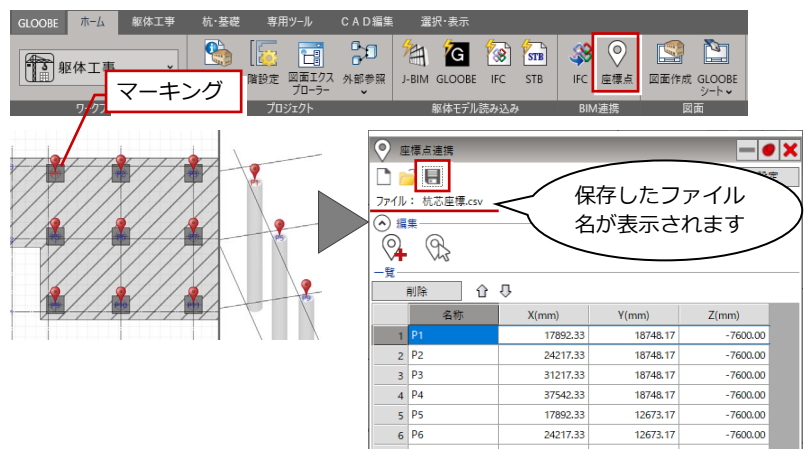 GLOOBE ホーム 躯体工事 杭・基礎 専用ツール ＣＡＤ編集 選択・表示
躯体工事
階設定 図面エクスプローラー 外部参照 J-BIM GLOOBE IFC STB IFC 座標点 図面作成 GLOOBEシート
プロジェクト 躯体モデル読み込み BIM連携 図面
マーキング
座標点連携
ファイル： 杭芯座標.csv
保存したファイル
名が表示されます
編集
一覧
削除
名称 X(mm) Y(mm) Z(mm)
1 P1 17892.33 18748.17 -7600.00
2 P2 24217.33 18748.17 -7600.00
3 P3 31217.33 18748.17 -7600.00
4 P4 37542.33 18748.17 -7600.00
5 P5 17892.33 12673.17 -7600.00
6 P6 24217.33 12673.17 -7600.00